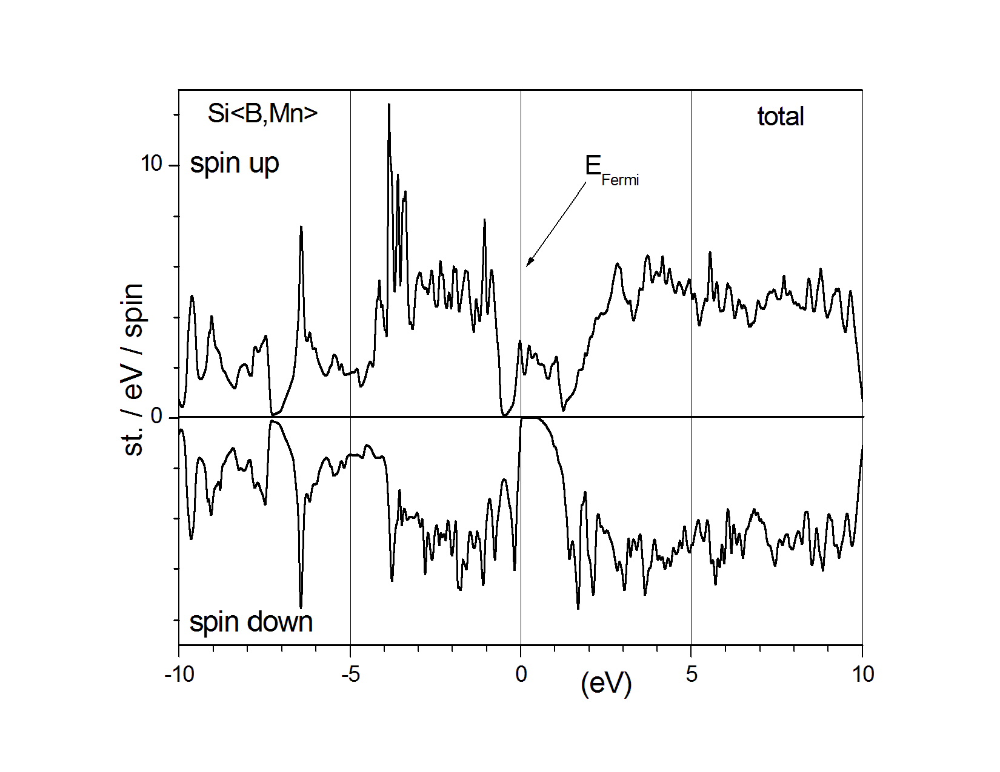 Si<B,Mn>
total
spin up
E Fermi
10
0
st. / eV / spin
spin down
-10
-5
0
5
10
(eV)